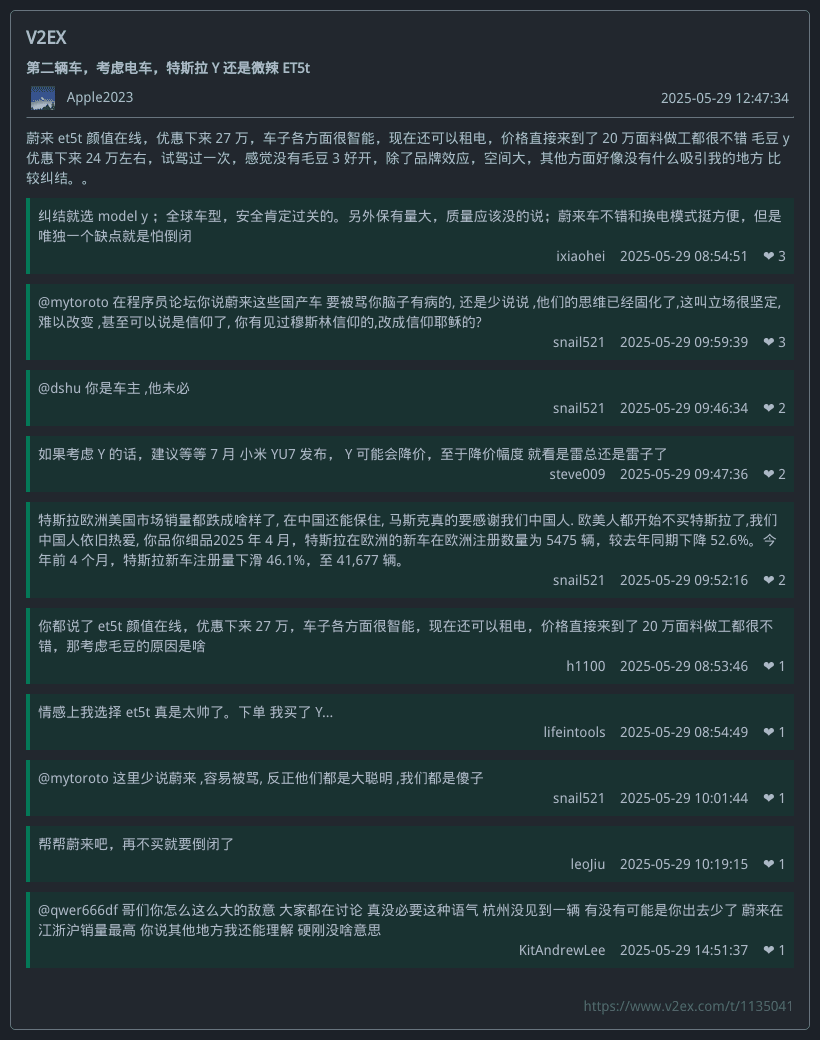 V2EX
第二辆车，考虑电车，特斯拉 Y 还是微辣 ET5t
Apple2023
2025-05-29 12:47:34
蔚来 et5t 颜值在线，优惠下来 27 万，车子各方面很智能，现在还可以租电，价格直接来到了 20 万面料做工都很不错 毛豆 y
优惠下来 24 万左右，试驾过一次，感觉没有毛豆 3 好开，除了品牌效应，空间大，其他方面好像没有什么吸引我的地方 比
较纠结。。
纠结就选 model y ；全球车型，安全肯定过关的。另外保有量大，质量应该没的说；蔚来车不错和换电模式挺方便，但是
唯独一个缺点就是怕倒闭
ixiaohei 2025-05-29 08:54:51 ❤ 3
@mytoroto 在程序员论坛你说蔚来这些国产车 要被骂你脑子有病的, 还是少说说 ,他们的思维已经固化了,这叫立场很坚定,
难以改变 ,甚至可以说是信仰了, 你有见过穆斯林信仰的,改成信仰耶稣的?
snail521 2025-05-29 09:59:39 ❤ 3
@dshu 你是车主 ,他未必
snail521 2025-05-29 09:46:34 ❤ 2
如果考虑 Y 的话，建议等等 7 月 小米 YU7 发布， Y 可能会降价，至于降价幅度 就看是雷总还是雷子了
steve009 2025-05-29 09:47:36 ❤ 2
特斯拉欧洲美国市场销量都跌成啥样了, 在中国还能保住, 马斯克真的要感谢我们中国人. 欧美人都开始不买特斯拉了,我们
中国人依旧热爱, 你品你细品2025 年 4 月，特斯拉在欧洲的新车在欧洲注册数量为 5475 辆，较去年同期下降 52.6%。今
年前 4 个月，特斯拉新车注册量下滑 46.1%，至 41,677 辆。
snail521 2025-05-29 09:52:16 ❤ 2
你都说了 et5t 颜值在线，优惠下来 27 万，车子各方面很智能，现在还可以租电，价格直接来到了 20 万面料做工都很不
错，那考虑毛豆的原因是啥
h1100 2025-05-29 08:53:46 ❤ 1
情感上我选择 et5t 真是太帅了。下单 我买了 Y...
lifeintools 2025-05-29 08:54:49 ❤ 1
@mytoroto 这里少说蔚来 ,容易被骂, 反正他们都是大聪明 ,我们都是傻子
snail521 2025-05-29 10:01:44 ❤ 1
帮帮蔚来吧，再不买就要倒闭了
leoJiu 2025-05-29 10:19:15 ❤ 1
@qwer666df 哥们你怎么这么大的敌意 大家都在讨论 真没必要这种语气 杭州没见到一辆 有没有可能是你出去少了 蔚来在
江浙沪销量最高 你说其他地方我还能理解 硬刚没啥意思
KitAndrewLee 2025-05-29 14:51:37 ❤ 1
https://www.v2ex.com/t/1135041